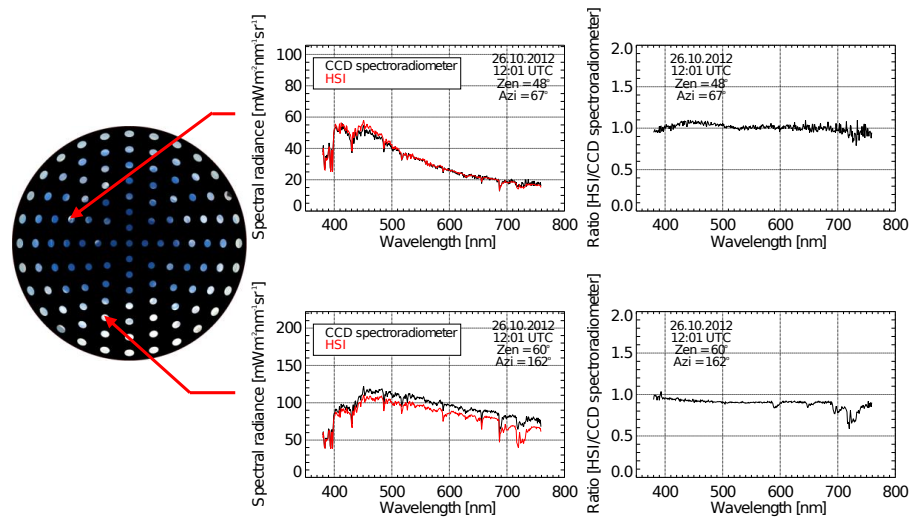 Spectral radiance [mWm⁻²nm⁻¹sr⁻¹]
100
80
60
40
20
0
CCD spectroradiometer
HSI
26.10.2012
12:01 UTC
Zen = 48°
Azi = 67°
400 500 600 700 800
Wavelength [nm]
Ratio [HSI/CCD spectroradiometer]
2.0
1.5
1.0
0.5
0.0
26.10.2012
12:01 UTC
Zen = 48°
Azi = 67°
400 500 600 700 800
Wavelength [nm]
Spectral radiance [mWm⁻²nm⁻¹sr⁻¹]
200
150
100
50
0
CCD spectroradiometer
HSI
26.10.2012
12:01 UTC
Zen = 60°
Azi = 162°
400 500 600 700 800
Wavelength [nm]
Ratio [HSI/CCD spectroradiometer]
2.0
1.5
1.0
0.5
0.0
26.10.2012
12:01 UTC
Zen = 60°
Azi = 162°
400 500 600 700 800
Wavelength [nm]